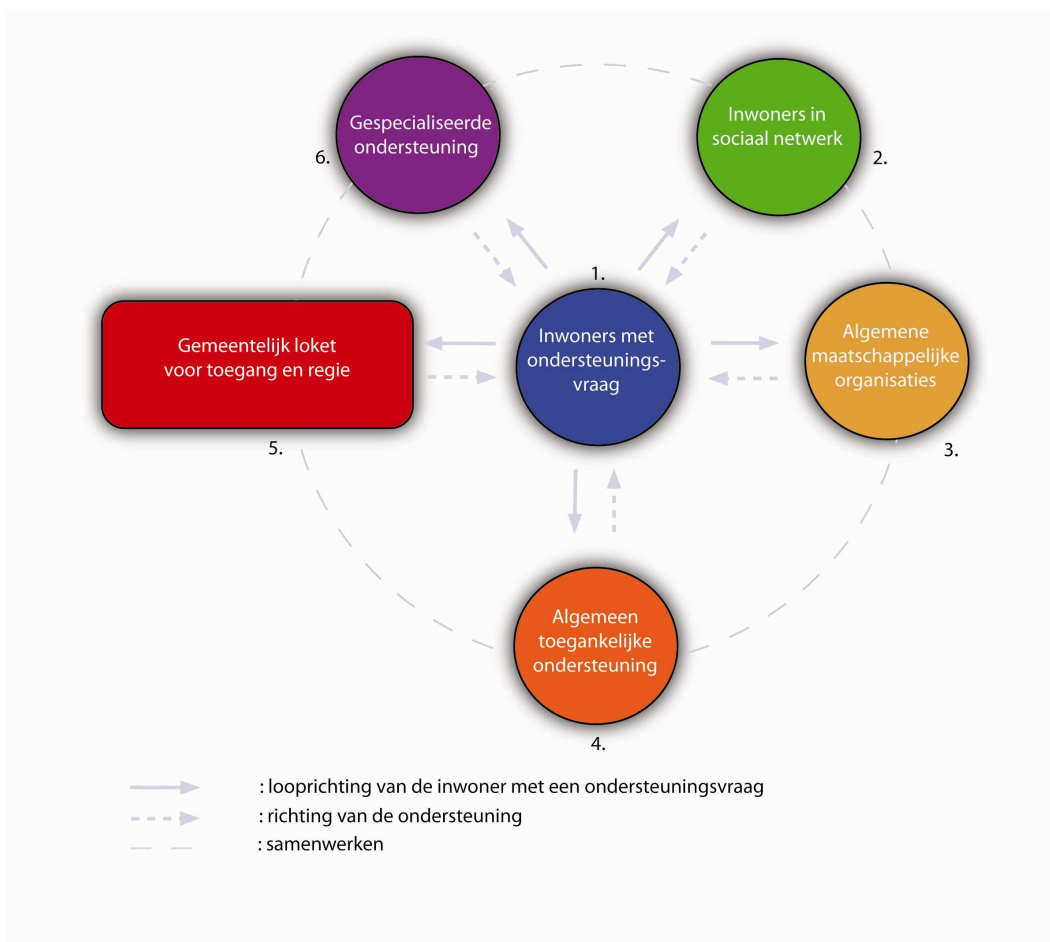 Gespecialiseerde
ondersteuning
6.
Inwoners in
sociaal netwerk
2.
1.
Inwoners met
ondersteunings-
vraag
Algemene
maatschappelijke
organisaties
3.
Gemeentelijk loket
voor toegang en regie
5.
Algemeen
toegankelijke
ondersteuning
4.
: looprichting van de inwoner met een ondersteuningsvraag
: richting van de ondersteuning
: samenwerken